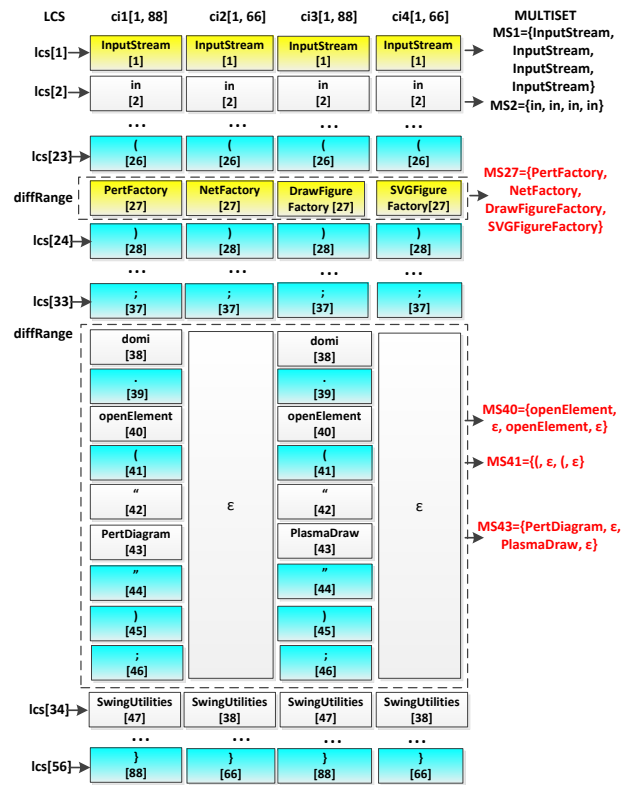 LCS ci1[1, 88] ci2[1, 66] ci3[1, 88] ci4[1, 66] MULTISET
lcs[1] InputStream InputStream InputStream InputStream MS1={InputStream,
[1] [1] [1] [1] InputStream,
InputStream,
InputStream}
lcs[2] in in in in
[2] [2] [2] [2] MS2={in, in, in, in}
... ... ... ...
lcs[23] ( ( ( (
[26] [26] [26] [26]
diffRange PertFactory NetFactory DrawFigure SVGFigure MS27={PertFactory,
[27] [27] Factory [27] Factory[27] NetFactory,
DrawFigureFactory,
SVGFigureFactory}
lcs[24] ) ) ) )
[28] [28] [28] [28]
... ... ... ...
lcs[33] ; ; ; ;
[37] [37] [37] [37]
diffRange domi domi
[38] [38]
. .
[39] [39]
openElement openElement MS40={openElement,
[40] [40] ε, openElement, ε}
( ( MS41={(, ε, (, ε}
[41] [41]
“ “
[42] ε [42] ε
PertDiagram PlasmaDraw MS43={PertDiagram, ε,
[43] [43] PlasmaDraw, ε}
” ”
[44] [44]
) )
[45] [45]
; ;
[46] [46]
lcs[34] SwingUtilities SwingUtilities SwingUtilities SwingUtilities
[47] [38] [47] [38]
... ... ... ...
lcs[56] } } } }
[88] [66] [88] [66]